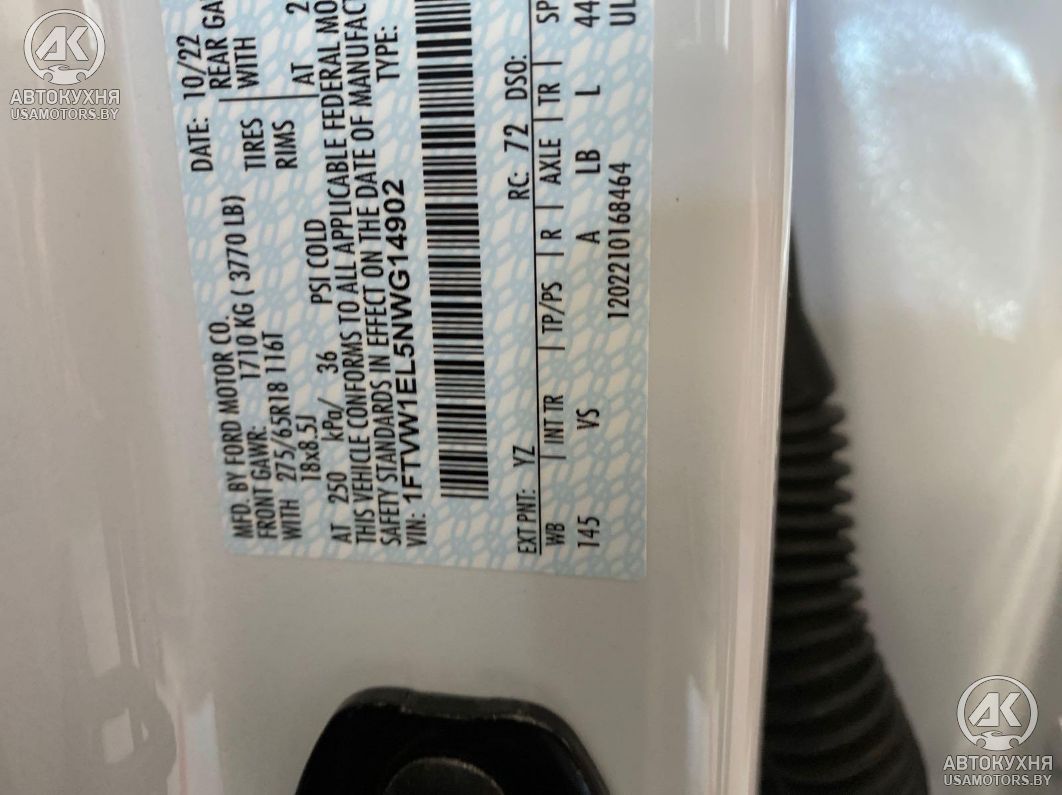 АК
АВТОКУХНЯ
USAMOTORS.BY
MFD. BY FORD MOTOR CO.
DATE: 10/22
FRONT GAWR:
REAR GA
1710 KG ( 3770 LB)
WITH
WITH 275/65R18 116T
TIRES
18x8.5J
RIMS
AT 2
AT 250 kPa/ 36 PSI COLD
THIS VEHICLE CONFORMS TO ALL APPLICABLE FEDERAL MO
SAFETY STANDARDS IN EFFECT ON THE DATE OF MANUFAC
VIN: 1FTVW1EL5NWG14902
TYPE:
EXT PNT: YZ RC: 72 DSO:
WB | INT TR | TP/PS | R | AXLE | TR | SP
145 VS A LB L 44
1202210168464 UL
АК
АВТОКУХНЯ
USAMOTORS.BY